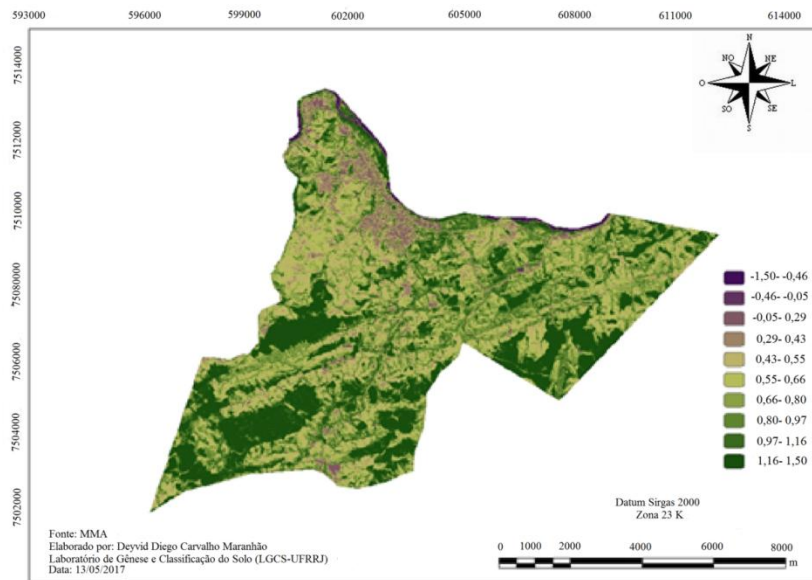 593000 596000 599000 602000 605000 608000 611000 614000
7514000
7512000
7510000
75080000
7506000
7504000
7502000
N
NO NE
O L
SO SE
S
-1,50- -0,46
-0,46- -0,05
-0,05- 0,29
0,29- 0,43
0,43- 0,55
0,55- 0,66
0,66- 0,80
0,80- 0,97
0,97- 1,16
1,16- 1,50
Datum Sirgas 2000
Zona 23 K
Fonte: MMA
Elaborado por: Deyvid Diego Carvalho Maranhão
Laboratório de Gênese e Classificação do Solo (LGCS-UFRRJ)
Data: 13/05/2017
0 500 1000 2000 4000 6000 8000
m